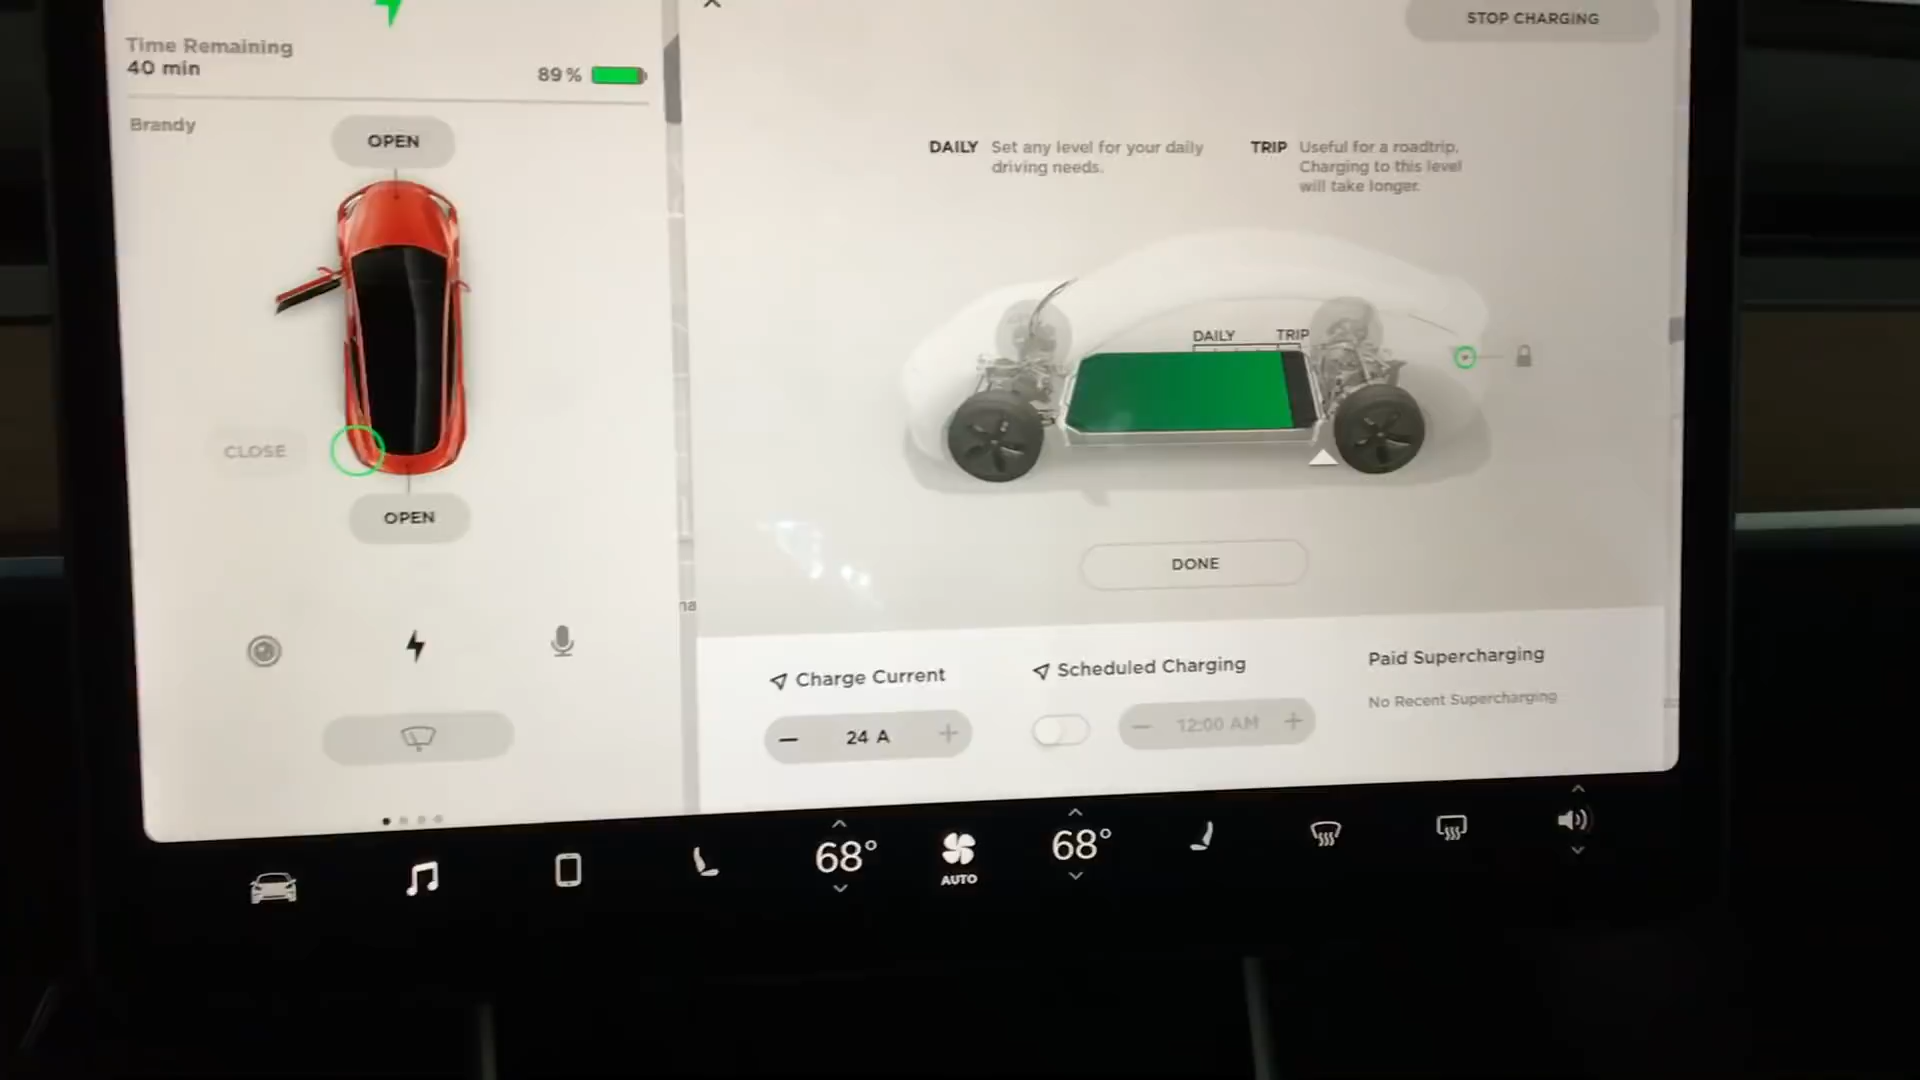 STOP CHARGING
Time Remaining
40 min
89 %
Brandy
OPEN
DAILY Set any level for your daily
driving needs.
TRIP Useful for a roadtrip.
Charging to this level
will take longer.
DAILY TRIP
CLOSE
OPEN
DONE
na
Charge Current
24 A
Scheduled Charging
12:00 AM
Paid Supercharging
No Recent Supercharging
68°
AUTO
68°